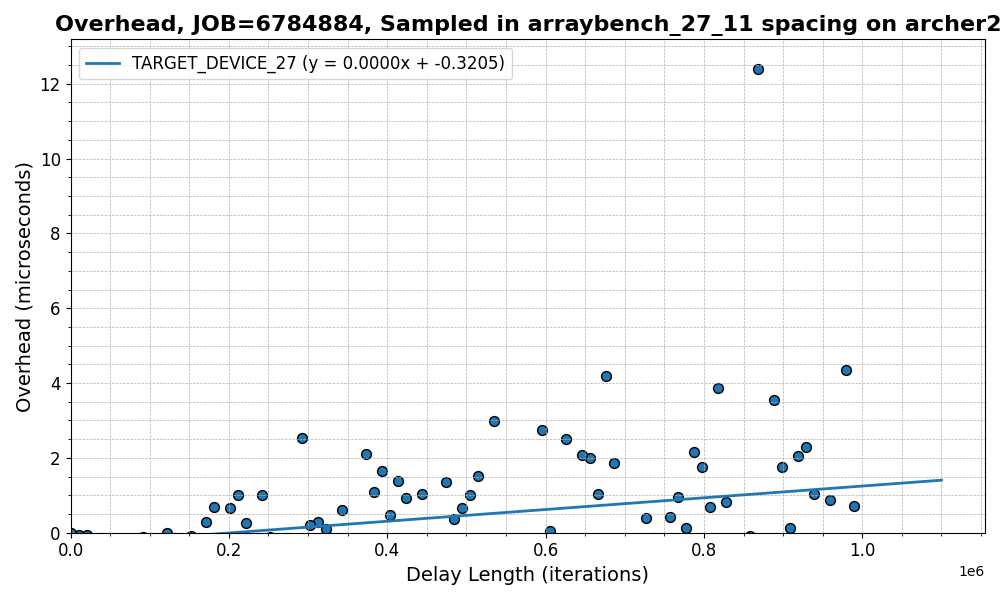 Overhead, JOB=6784884, Sampled in arraybench_27_11 spacing on archer2
TARGET_DEVICE_27 (y = 0.0000x + -0.3205)
Overhead (microseconds)
12
10
8
6
4
2
0
0.0 0.2 0.4 0.6 0.8 1.0
1e6
Delay Length (iterations)